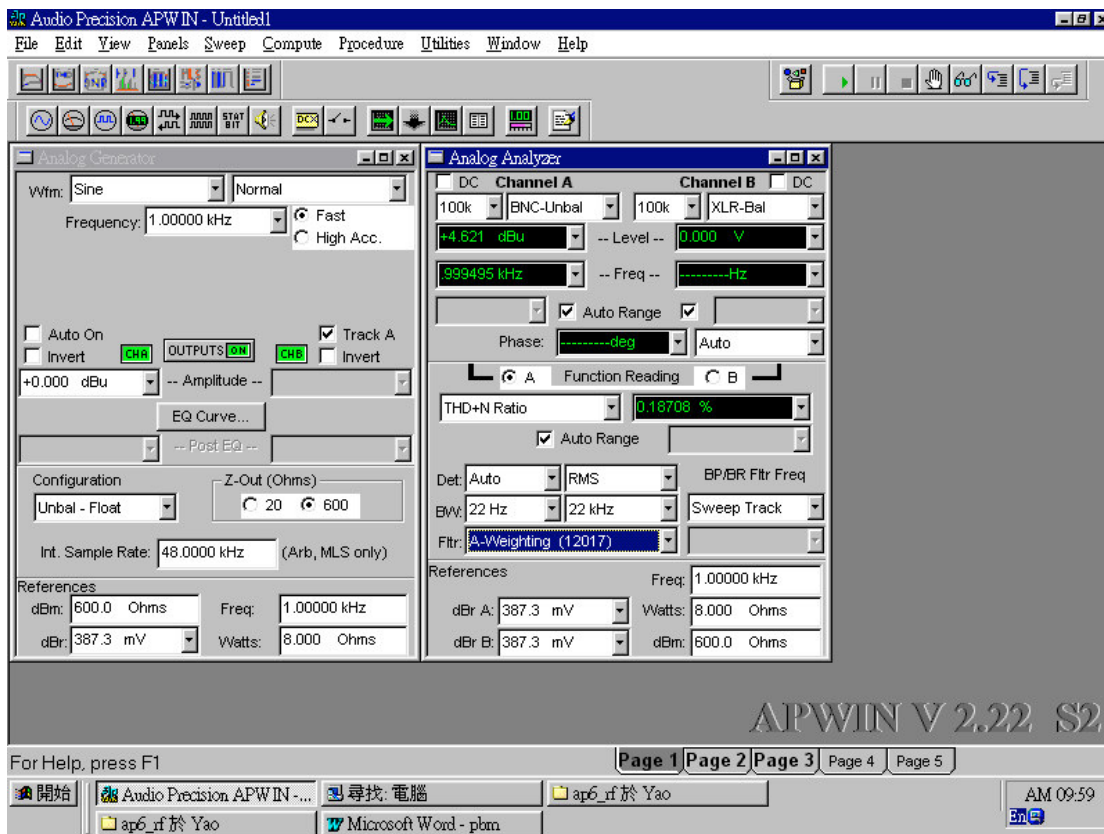 Audio Precision APWIN - Untitled1
File Edit View Panels Sweep Compute Procedure Utilities Window Help
STAT BIT
DCX
Analog Generator
Wfm: Sine Normal
Frequency: 1.00000 kHz Fast
High Acc.
Auto On Track A
Invert CHA OUTPUTS ON CHB Invert
+0.000 dBu -- Amplitude --
EQ Curve...
-- Post EQ --
Configuration Z-Out (Ohms)
Unbal - Float 20 600
Int. Sample Rate: 48.0000 kHz (Arb, MLS only)
References
dBm: 600.0 Ohms Freq: 1.00000 kHz
dBr: 387.3 mV Watts: 8.000 Ohms
Analog Analyzer
DC Channel A Channel B DC
100k BNC-Unbal 100k XLR-Bal
+4.621 dBu -- Level -- 0.000 V
.999495 kHz -- Freq -- ---------Hz
Auto Range
Phase: ---------deg Auto
A Function Reading B
THD+N Ratio 0.18708 %
Auto Range
Det: Auto RMS BP/BR Fltr Freq
BW: 22 Hz 22 kHz Sweep Track
Fltr: A-Weighting (12017)
References Freq: 1.00000 kHz
dBr A: 387.3 mV Watts: 8.000 Ohms
dBr B: 387.3 mV dBm: 600.0 Ohms
APWIN V 2.22 S2
For Help, press F1
Page 1 Page 2 Page 3 Page 4 Page 5
開始 Audio Precision APWIN -... 尋找: 電腦 ap6_rf 於 Yao AM 09:59
ap6_rf 於 Yao Microsoft Word - pbm En